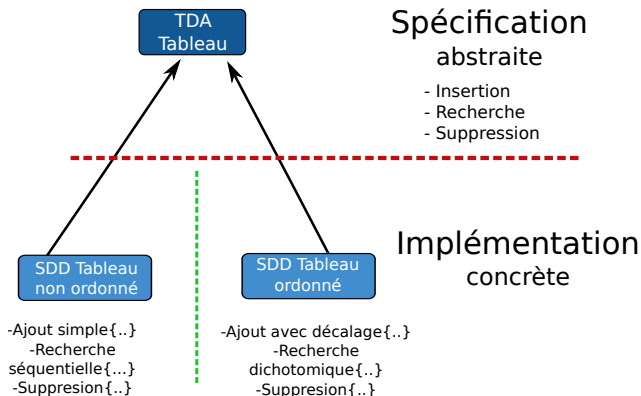 TDA
Tableau
Spécification
abstraite
- Insertion
- Recherche
- Suppression
Implémentation
concrète
SDD Tableau
non ordonné
SDD Tableau
ordonné
-Ajout simple{..}
-Recherche
séquentielle{...}
-Suppresion{..}
-Ajout avec décalage{..}
-Recherche
dichotomique{..}
-Suppresion{..}